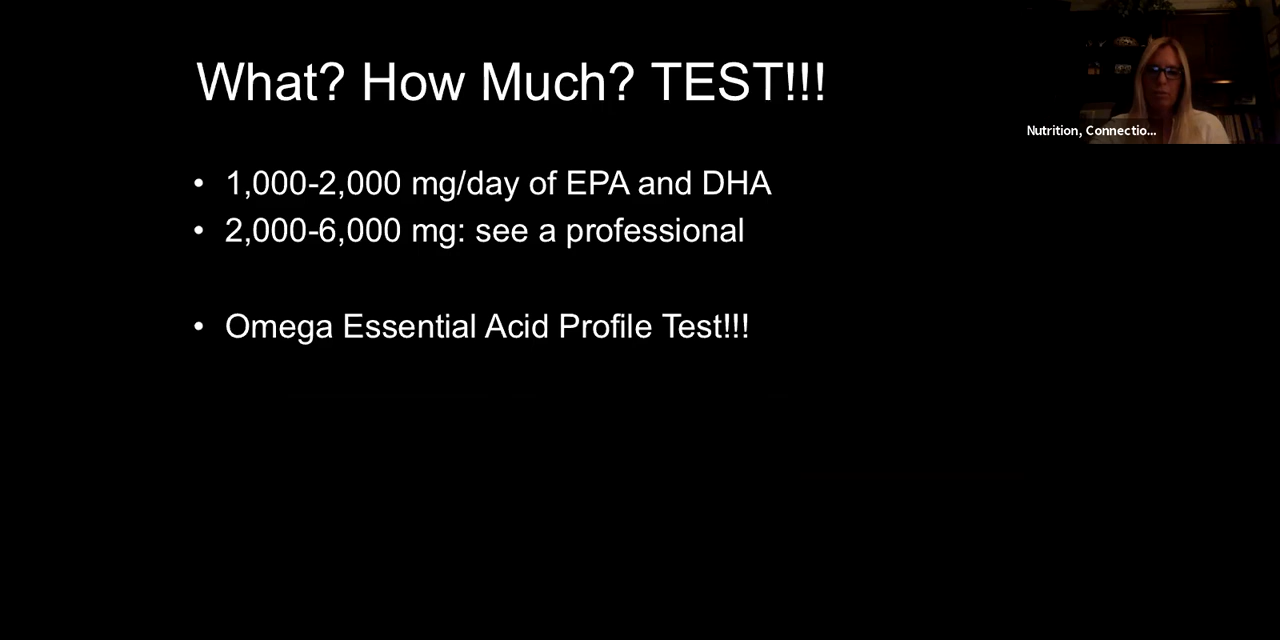 What? How Much? TEST!!!
Nutrition, Connectio...
• 1,000-2,000 mg/day of EPA and DHA
• 2,000-6,000 mg: see a professional
• Omega Essential Acid Profile Test!!!